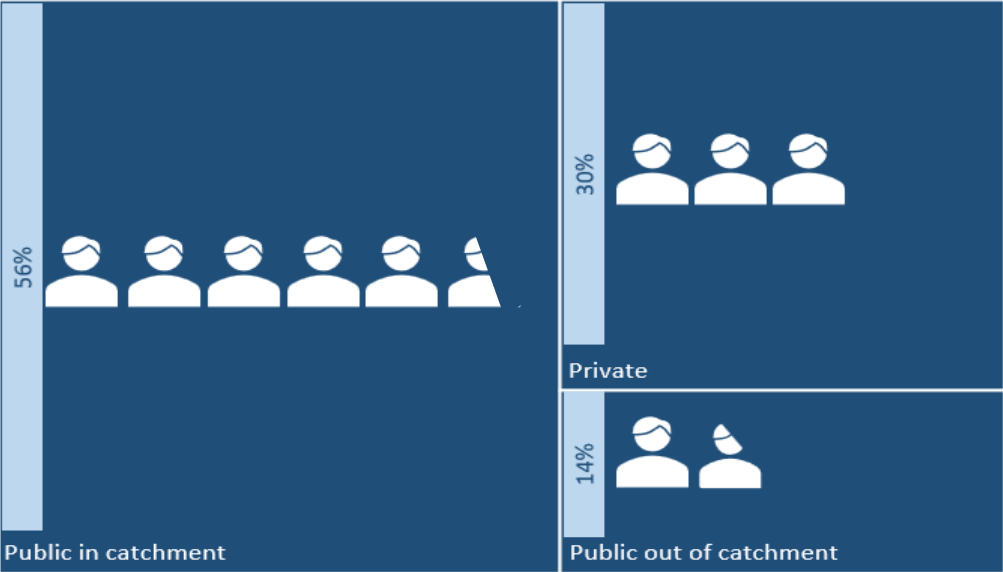 56%
Public in catchment
30%
Private
14%
Public out of catchment